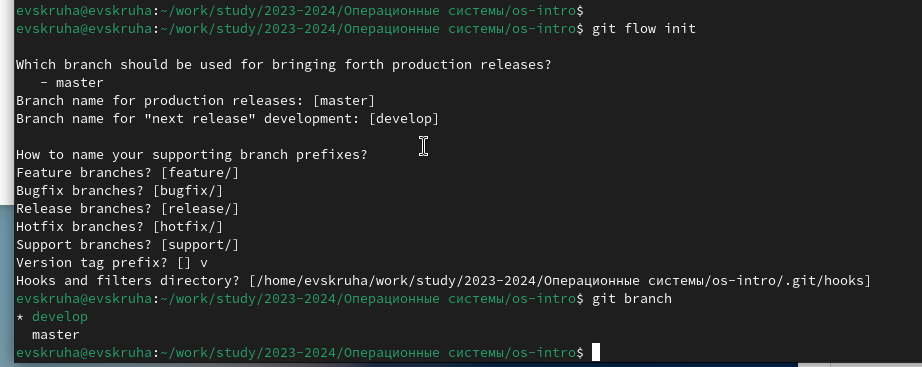 evskruha@evskruha:~/work/study/2023-2024/Операционные системы/os-intro$
evskruha@evskruha:~/work/study/2023-2024/Операционные системы/os-intro$ git flow init
Which branch should be used for bringing forth production releases?
- master
Branch name for production releases: [master]
Branch name for "next release" development: [develop]
How to name your supporting branch prefixes?
Feature branches? [feature/]
Bugfix branches? [bugfix/]
Release branches? [release/]
Hotfix branches? [hotfix/]
Support branches? [support/]
Version tag prefix? [] v
Hooks and filters directory? [/home/evskruha/work/study/2023-2024/Операционные системы/os-intro/.git/hooks]
evskruha@evskruha:~/work/study/2023-2024/Операционные системы/os-intro$ git branch
* develop
master
evskruha@evskruha:~/work/study/2023-2024/Операционные системы/os-intro$